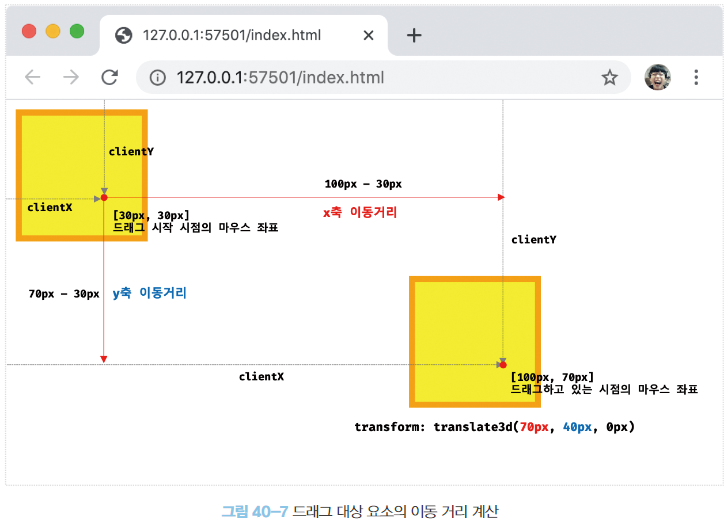 127.0.0.1:57501/index.html
127.0.0.1:57501/index.html
clientY
100px – 30px
clientX
[30px, 30px]
x축 이동거리
드래그 시작 시점의 마우스 좌표
clientY
70px – 30px y축 이동거리
clientX
[100px, 70px]
드래그하고 있는 시점의 마우스 좌표
transform: translate3d(70px, 40px, 0px)
그림 40-7 드래그 대상 요소의 이동 거리 계산